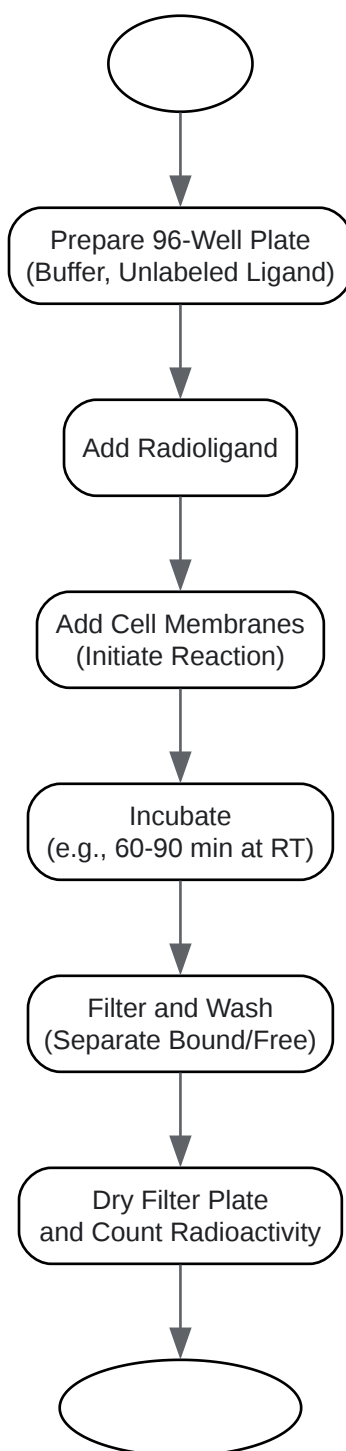 Prepare 96-Well Plate
(Buffer, Unlabeled Ligand)
Add Radioligand
Add Cell Membranes
(Initiate Reaction)
Incubate
(e.g., 60-90 min at RT)
Filter and Wash
(Separate Bound/Free)
Dry Filter Plate
and Count Radioactivity